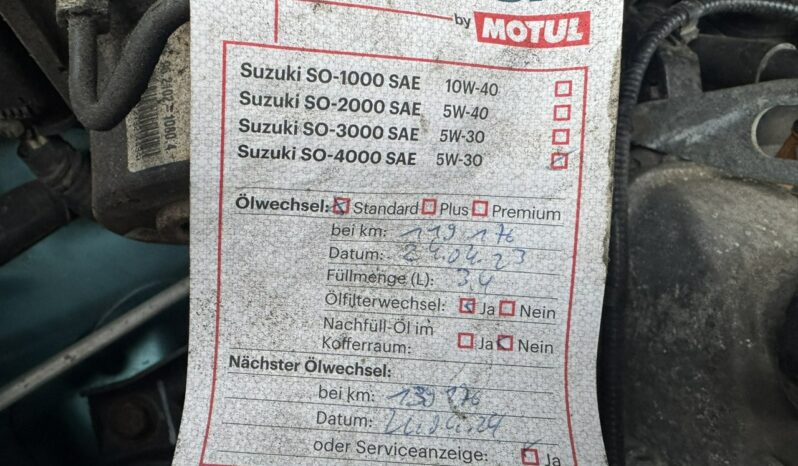 by MOTUL
Suzuki SO-1000 SAE 10W-40
Suzuki SO-2000 SAE 5W-40
Suzuki SO-3000 SAE 5W-30
Suzuki SO-4000 SAE 5W-30
Ölwechsel: Standard Plus Premium
bei km: 119 176
Datum: 24.04.23
Füllmenge (L): 3,4
Ölfilterwechsel: Ja Nein
Nachfüll-Öl im
Kofferraum: Ja Nein
Nächster Ölwechsel:
bei km: 139 176
Datum: 24.04.24
oder Serviceanzeige: Ja